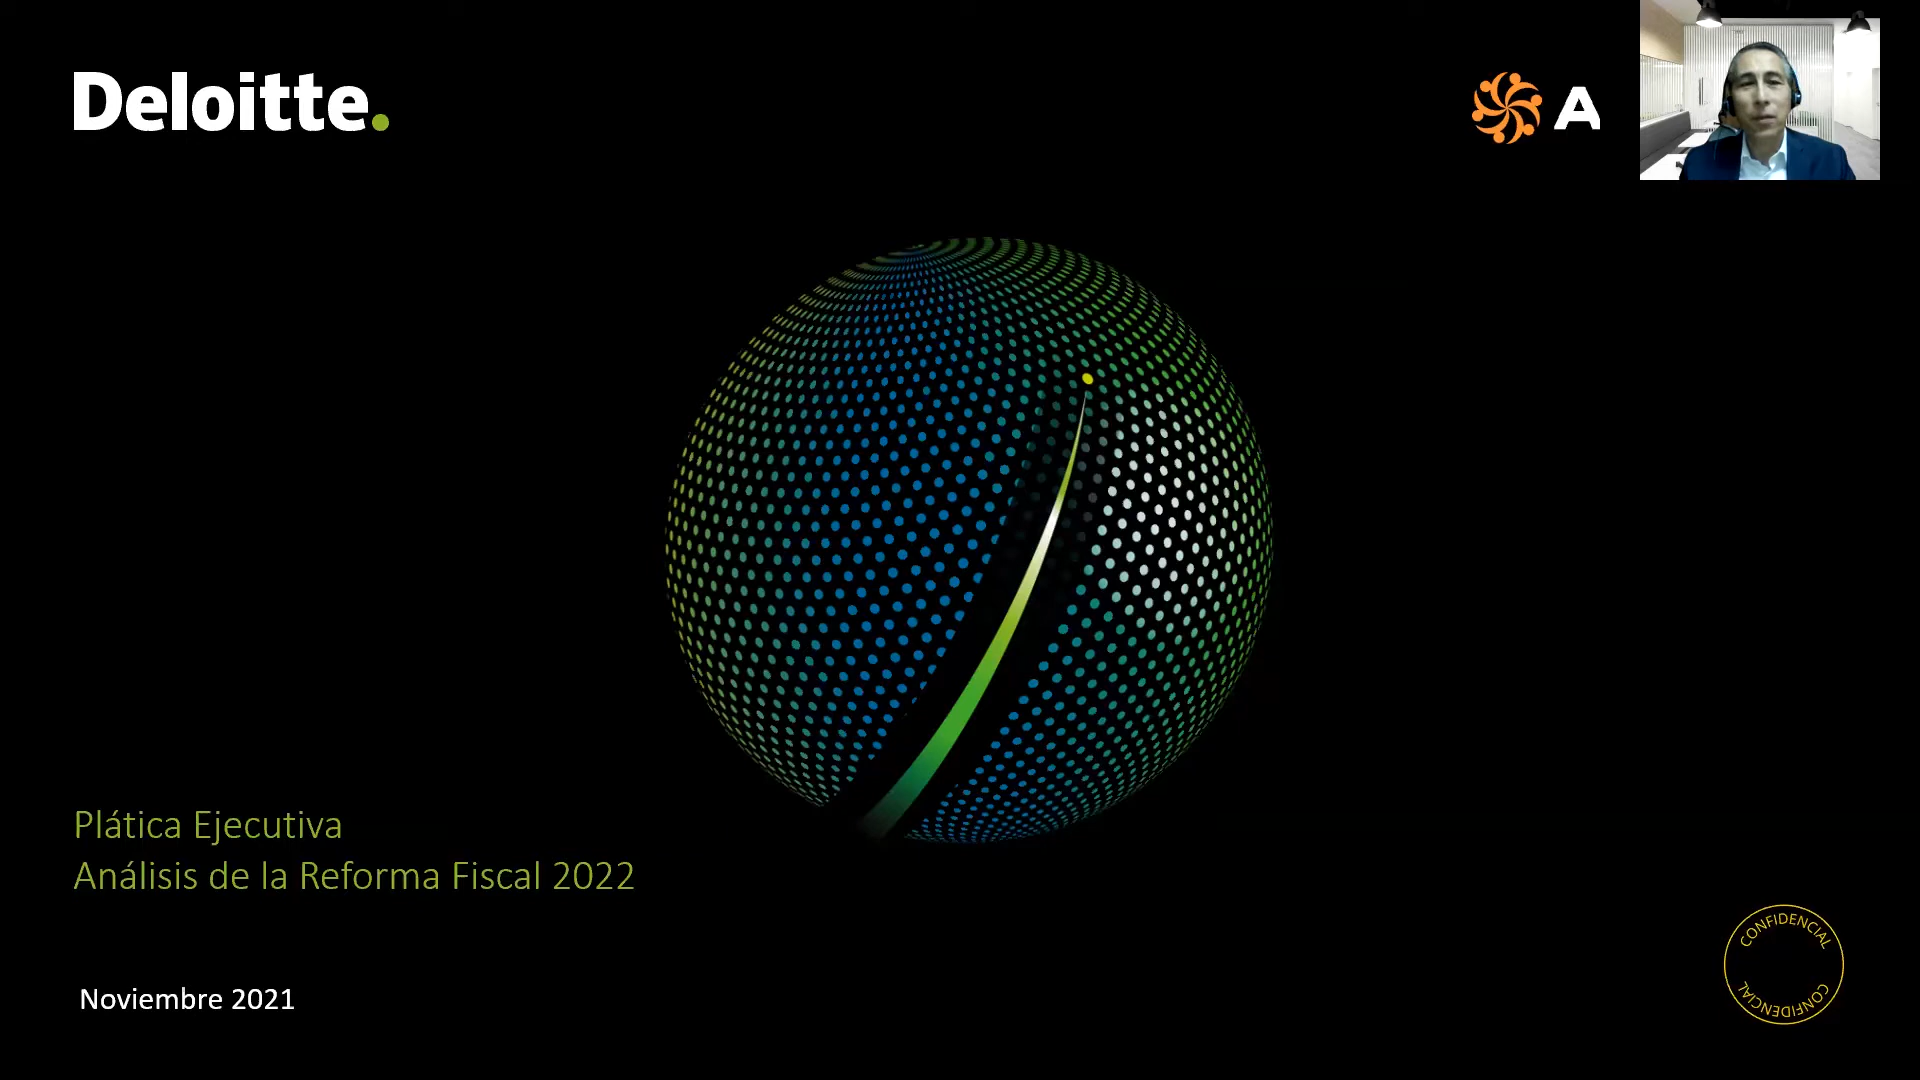 Deloitte.
A
Plática Ejecutiva
Análisis de la Reforma Fiscal 2022
Noviembre 2021
CONFIDENCIAL
CONFIDENCIAL